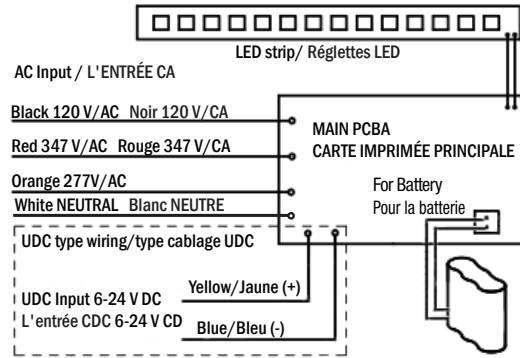 LED strip/ Réglettes LED
AC Input / L'ENTRÉE CA
Black 120 V/AC Noir 120 V/CA
Red 347 V/AC Rouge 347 V/CA
Orange 277V/AC
White NEUTRAL Blanc NEUTRE
MAIN PCBA
CARTE IMPRIMÉE PRINCIPALE
For Battery
Pour la batterie
UDC type wiring/type cablage UDC
Yellow/Jaune (+)
UDC Input 6-24 V DC
L'entrée CDC 6-24 V CD
Blue/Bleu (-)